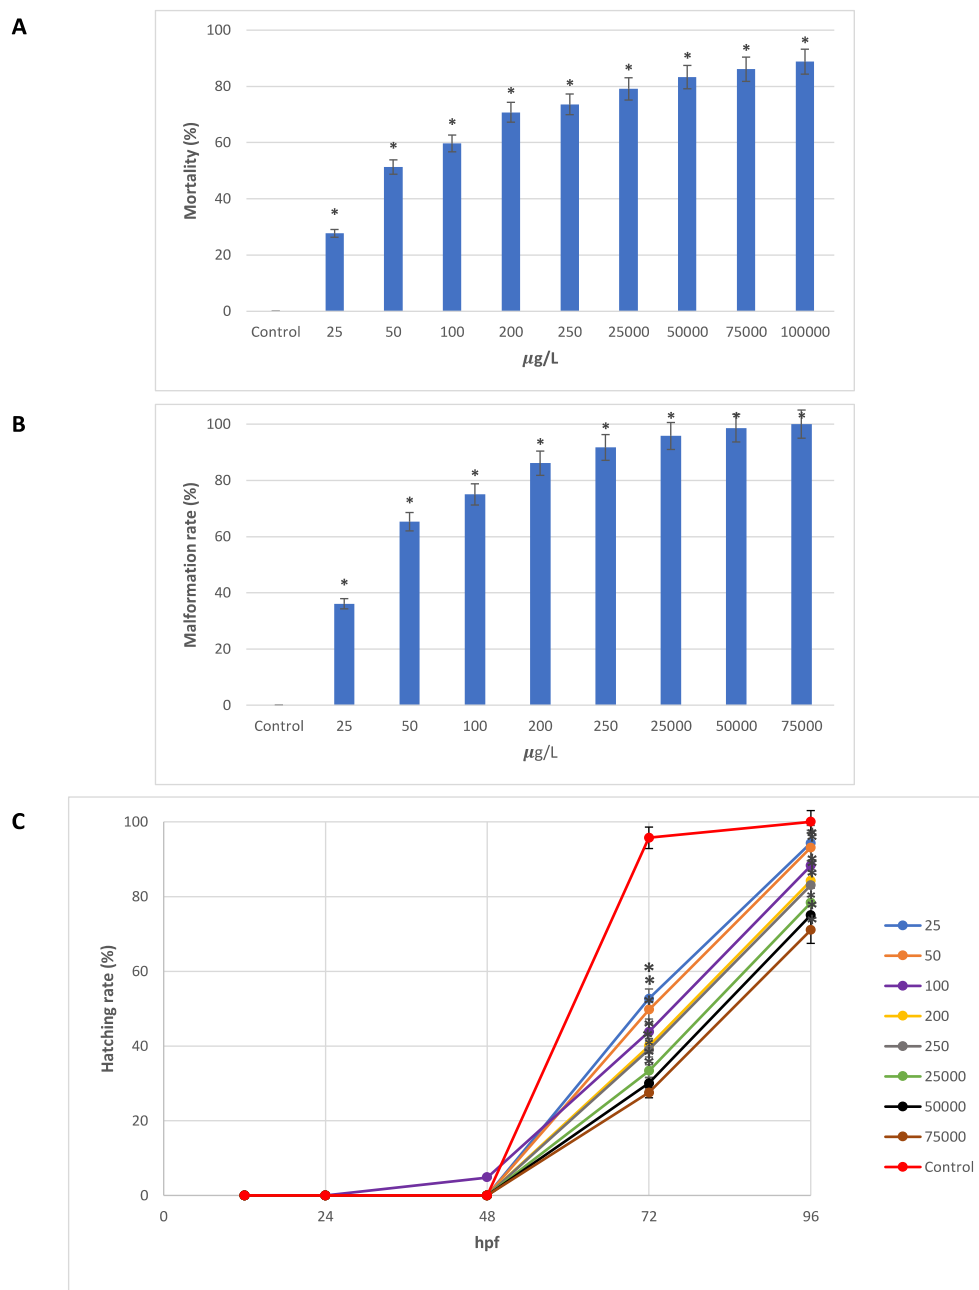 A
100
80
60
40
20
0
Mortality (%)
* * * * * * * * *
Control 25 50 100 200 250 25000 50000 75000 100000
μg/L
B
100
80
60
40
20
0
Malformation rate (%)
* * * * * * * *
Control 25 50 100 200 250 25000 50000 75000
μg/L
C
100
80
60
40
20
0
Hatching rate (%)
0 24 48 72 96
hpf
25
50
100
200
250
25000
50000
75000
Control